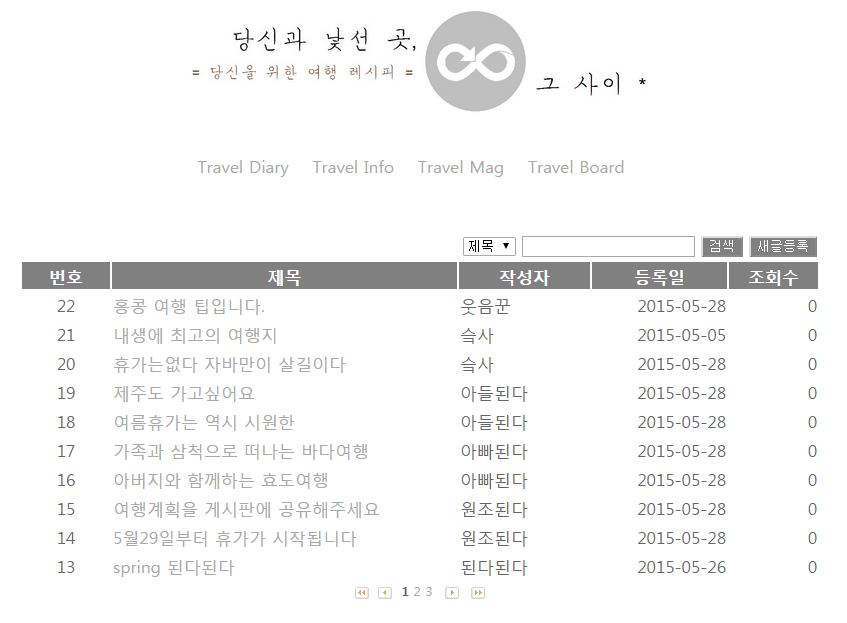 당신과 낯선 곳,
= 당신을 위한 여행 레시피 =
그 사이 *
Travel Diary Travel Info Travel Mag Travel Board
제목 검색 새글등록
번호 제목 작성자 등록일 조회수
22 홍콩 여행 팁입니다. 웃음꾼 2015-05-28 0
21 내생에 최고의 여행지 슼사 2015-05-05 0
20 휴가는없다 자바만이 살길이다 슼사 2015-05-28 0
19 제주도 가고싶어요 아들된다 2015-05-28 0
18 여름휴가는 역시 시원한 아들된다 2015-05-28 0
17 가족과 삼척으로 떠나는 바다여행 아빠된다 2015-05-28 0
16 아버지와 함께하는 효도여행 아빠된다 2015-05-28 0
15 여행계획을 게시판에 공유해주세요 원조된다 2015-05-28 0
14 5월29일부터 휴가가 시작됩니다 원조된다 2015-05-28 0
13 spring 된다된다 된다된다 2015-05-26 0
1 2 3